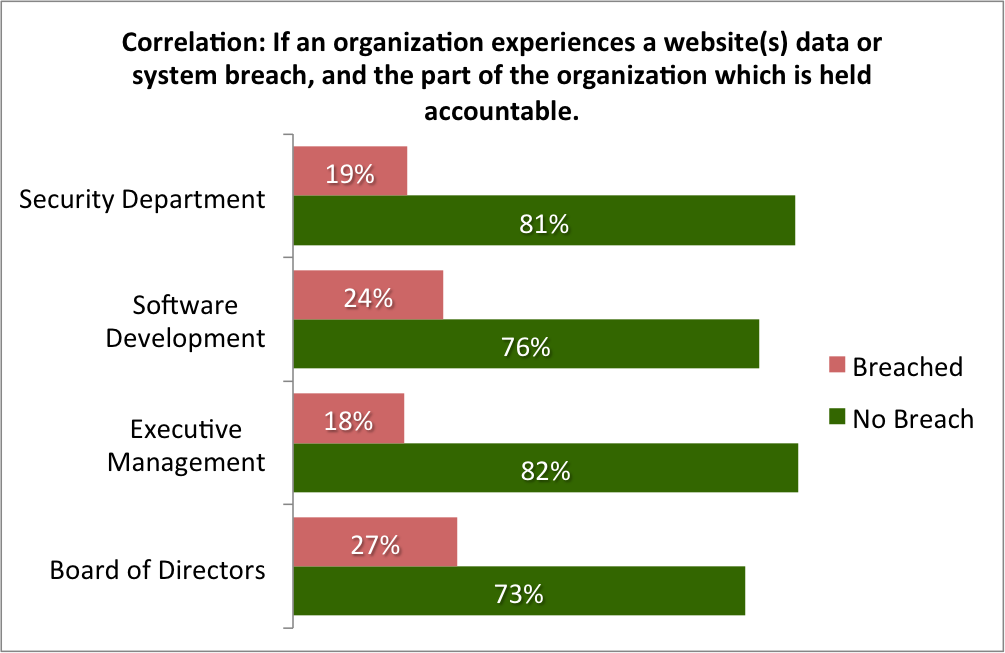 Correlation: If an organization experiences a website(s) data or
system breach, and the part of the organization which is held
accountable.
Security Department
19%
81%
Software
Development
24%
76%
Executive
Management
18%
82%
Board of Directors
27%
73%
Breached
No Breach